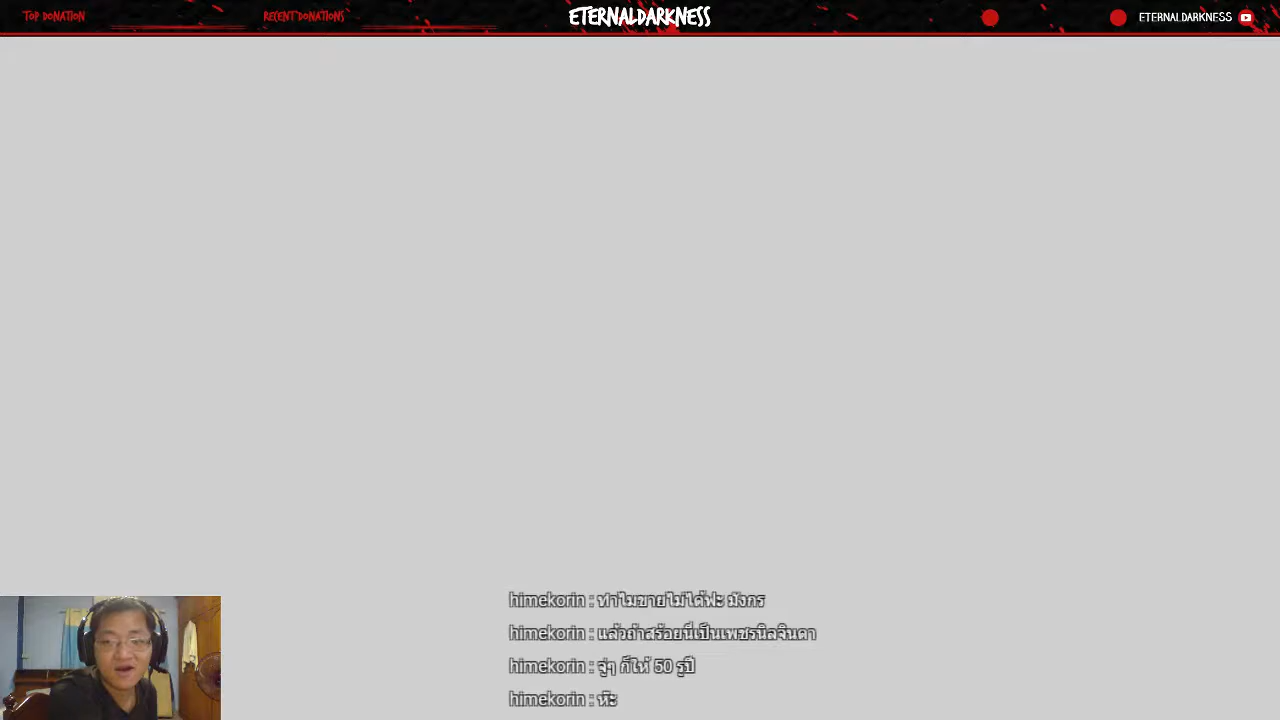 TOP DONATION
RECENT DONATIONS
ETERNALDARKNESS
ETERNALDARKNESS
himekorin : ทำไมขายไม่ได้ฟะ มังกร
himekorin : แล้วถ้าสร้อยนี่เป็นเพชรนิลจินดา
himekorin : จู่ๆ ก็ให้ 50 รูปี
himekorin : ห๊ะ